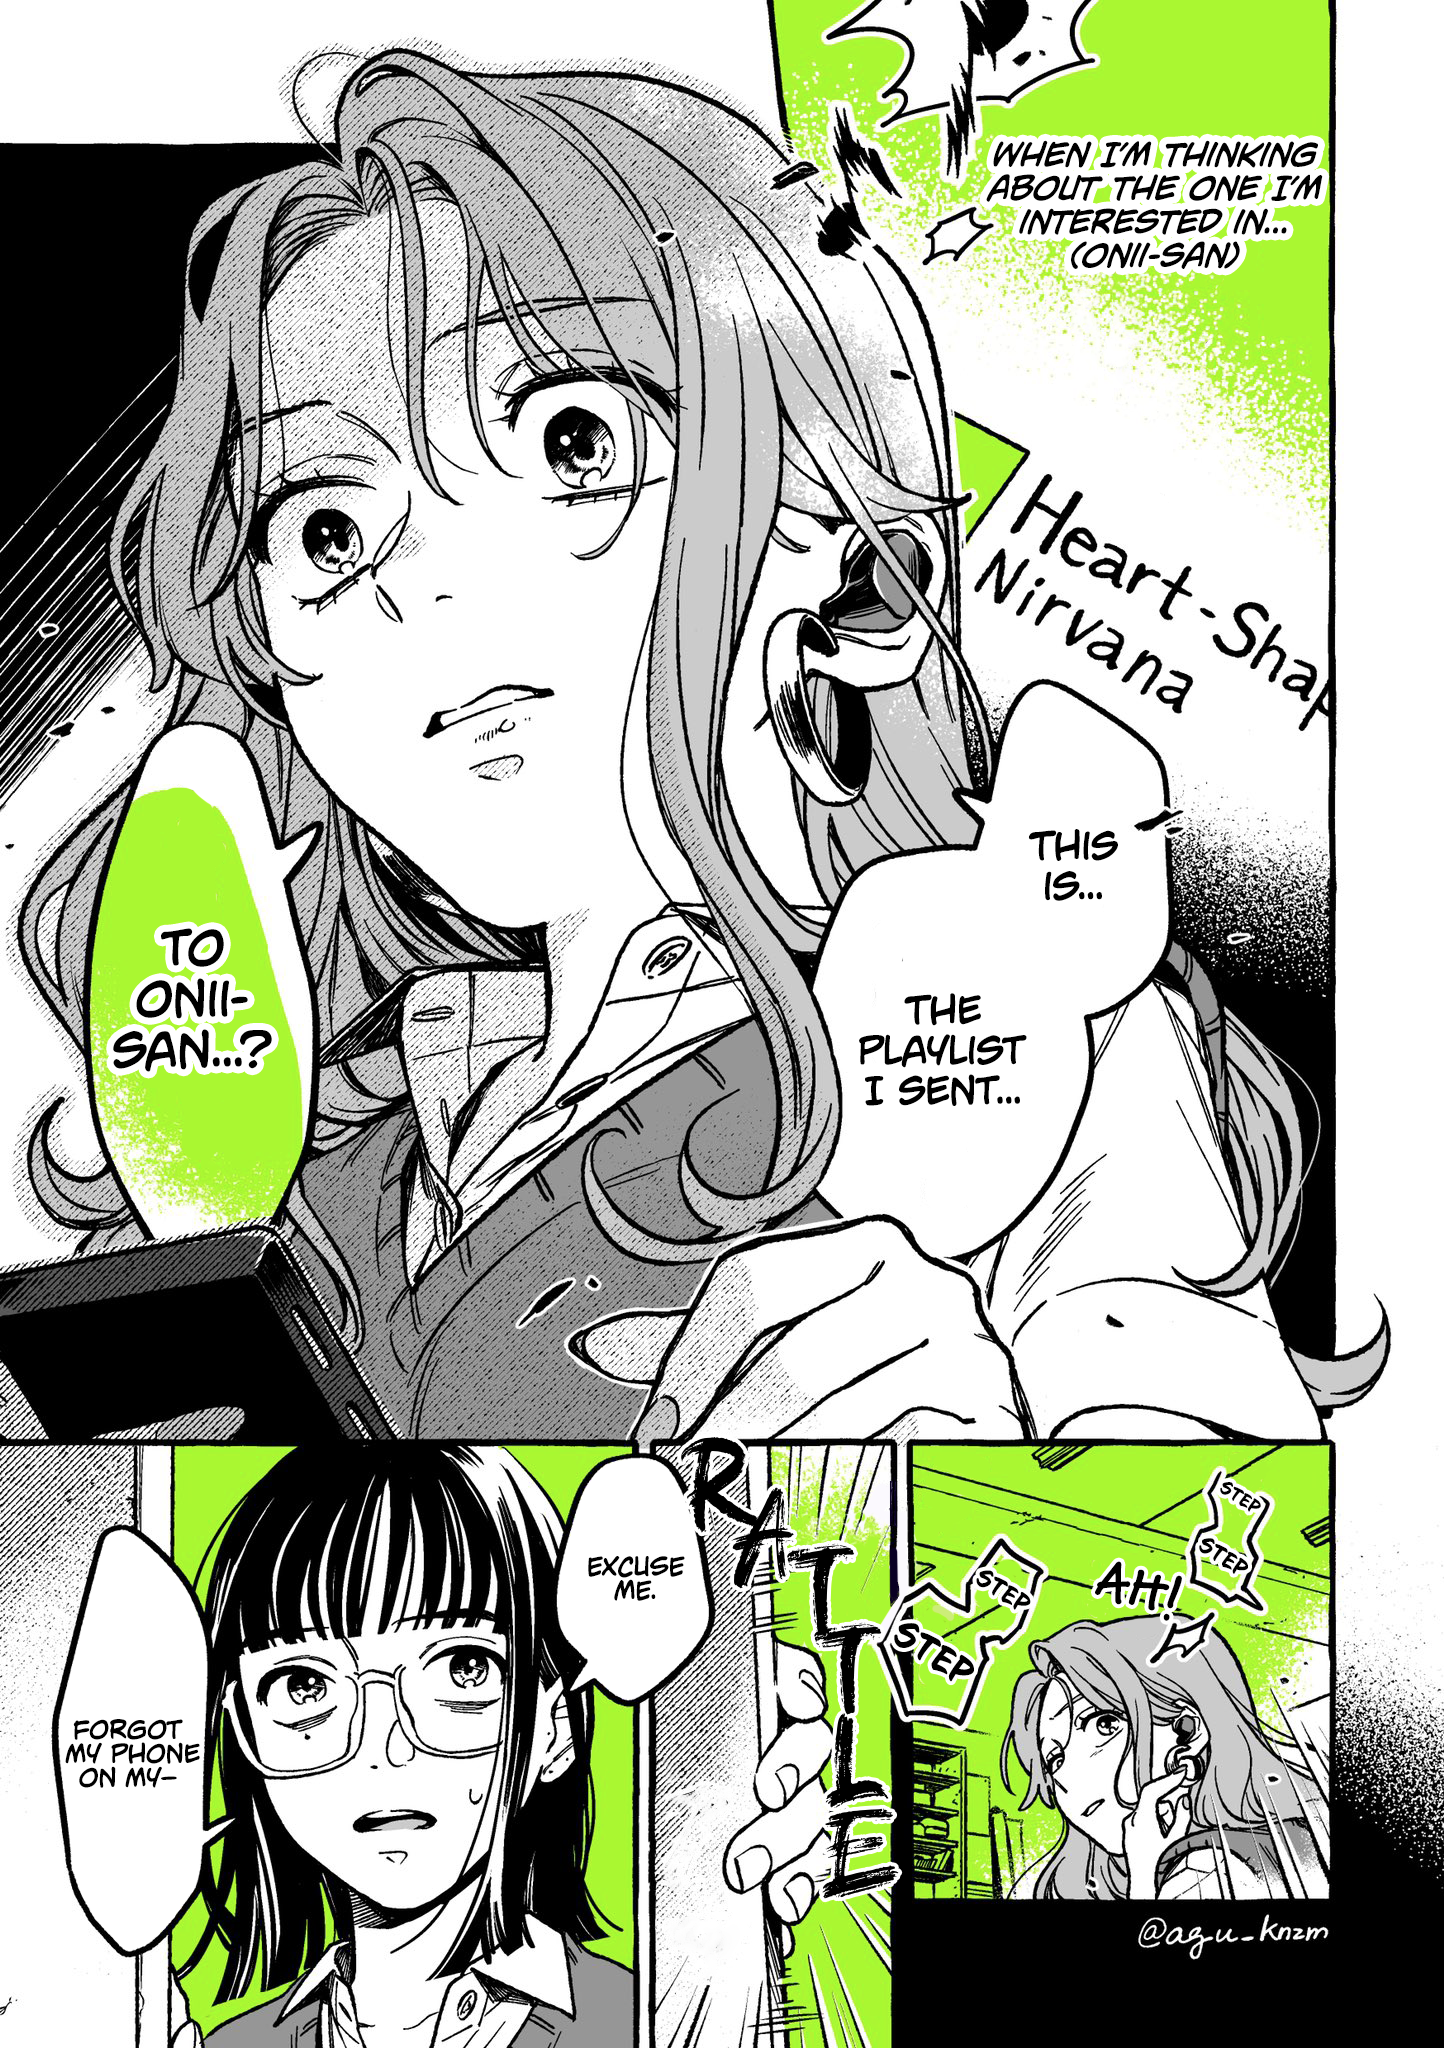 WHEN I'M THINKING
ABOUT THE ONE I'M
INTERESTED IN...
(ONII-SAN)
Heart-Shap
Nirvana
THIS
IS...
THE
PLAYLIST
I SENT...
TO
ONII-
SAN...?
STEP
STEP
AH!
STEP
STEP
RATTLE
EXCUSE
ME.
FORGOT
MY PHONE
ON MY-
@agu_knzm